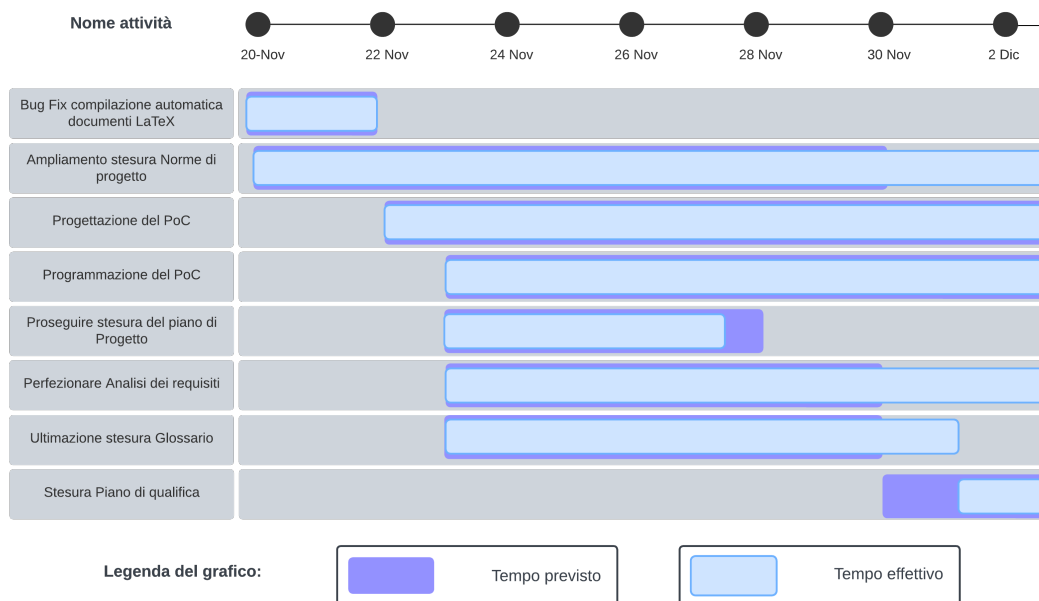 Nome attività
20-Nov
22 Nov
24 Nov
26 Nov
28 Nov
30 Nov
2 Dic
Bug Fix compilazione automatica
documenti LaTeX
Ampliamento stesura Norme di
progetto
Progettazione del PoC
Programmazione del PoC
Proseguire stesura del piano di
Progetto
Perfezionare Analisi dei requisiti
Ultimazione stesura Glossario
Stesura Piano di qualifica
Legenda del grafico:
Tempo previsto
Tempo effettivo